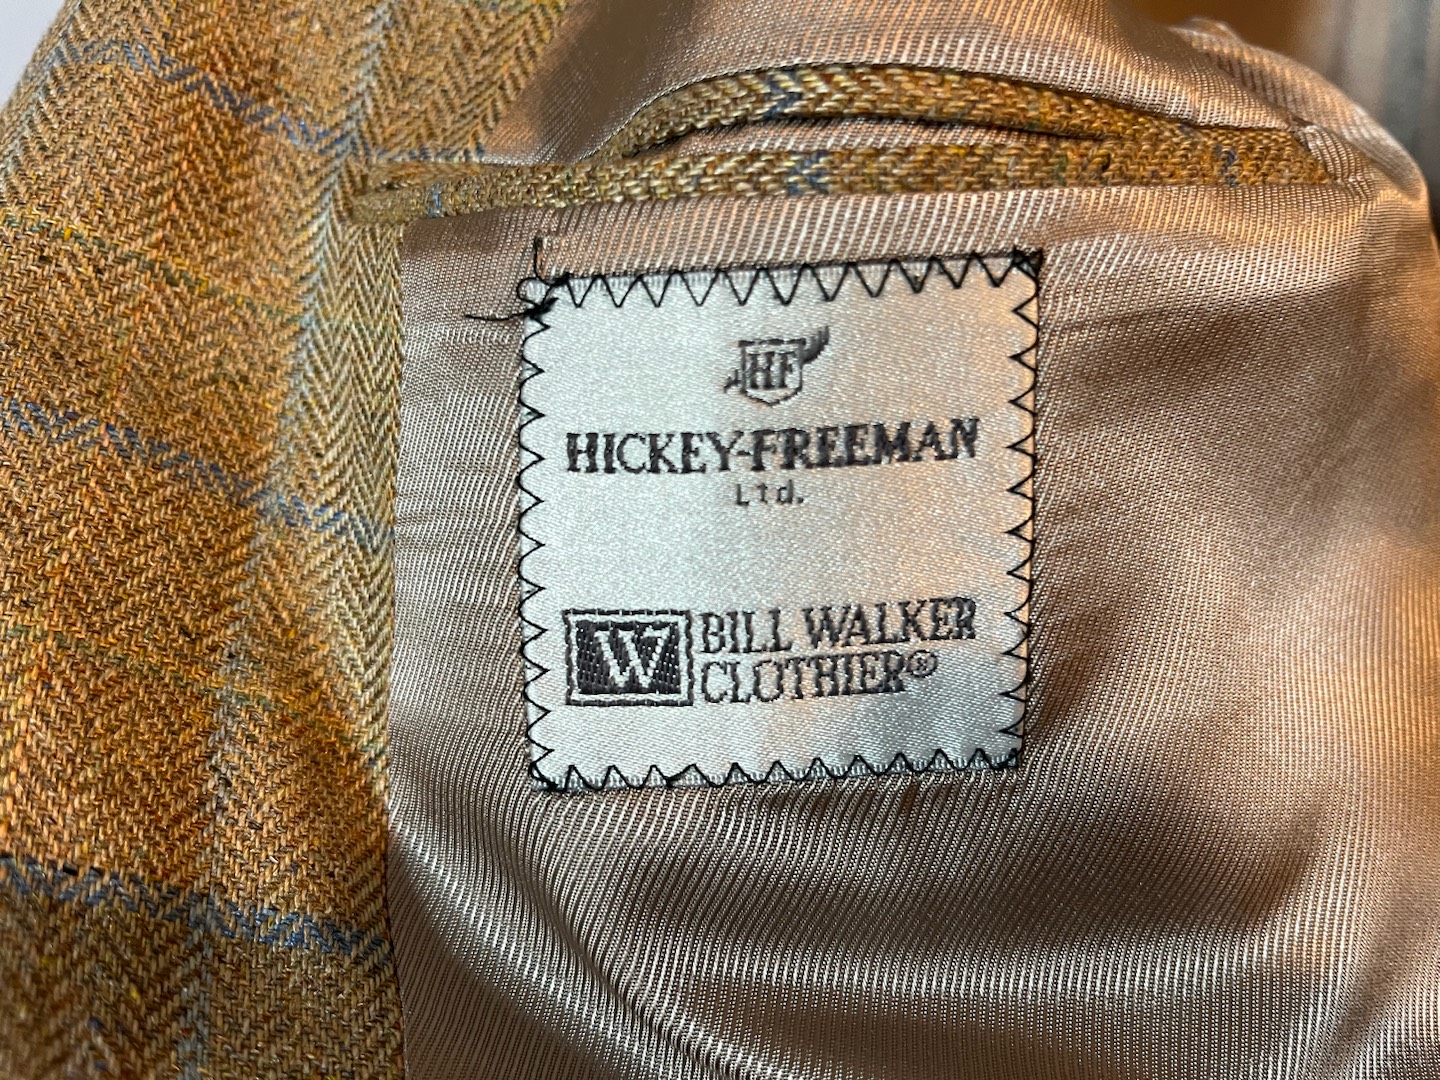 HF
HICKEY-FREEMAN
Ltd.
W
BILL WALKER
CLOTHIER®